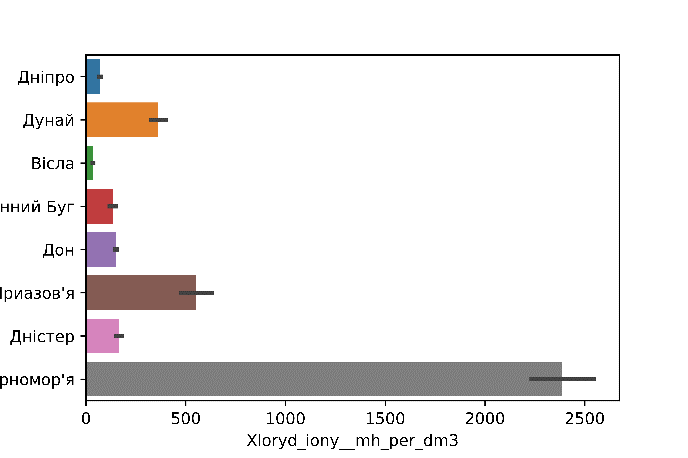 Дніпро
Дунай
Вісла
нний Буг
Дон
Приазов'я
Дністер
рномор'я
0 500 1000 1500 2000 2500
Xloryd_iony__mh_per_dm3